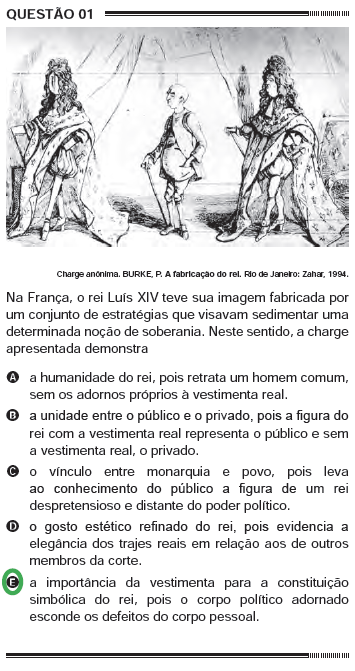 QUESTÃO 01
Charge anônima. BURKE, P. A fabricação do rei. Rio de Janeiro: Zahar, 1994.
Na França, o rei Luís XIV teve sua imagem fabricada por
um conjunto de estratégias que visavam sedimentar uma
determinada noção de soberania. Neste sentido, a charge
apresentada demonstra
A a humanidade do rei, pois retrata um homem comum,
sem os adornos próprios à vestimenta real.
B a unidade entre o público e o privado, pois a figura do
rei com a vestimenta real representa o público e sem
a vestimenta real, o privado.
C o vínculo entre monarquia e povo, pois leva
ao conhecimento do público a figura de um rei
despretensioso e distante do poder político.
D o gosto estético refinado do rei, pois evidencia a
elegância dos trajes reais em relação aos de outros
membros da corte.
E a importância da vestimenta para a constituição
simbólica do rei, pois o corpo político adornado
esconde os defeitos do corpo pessoal.